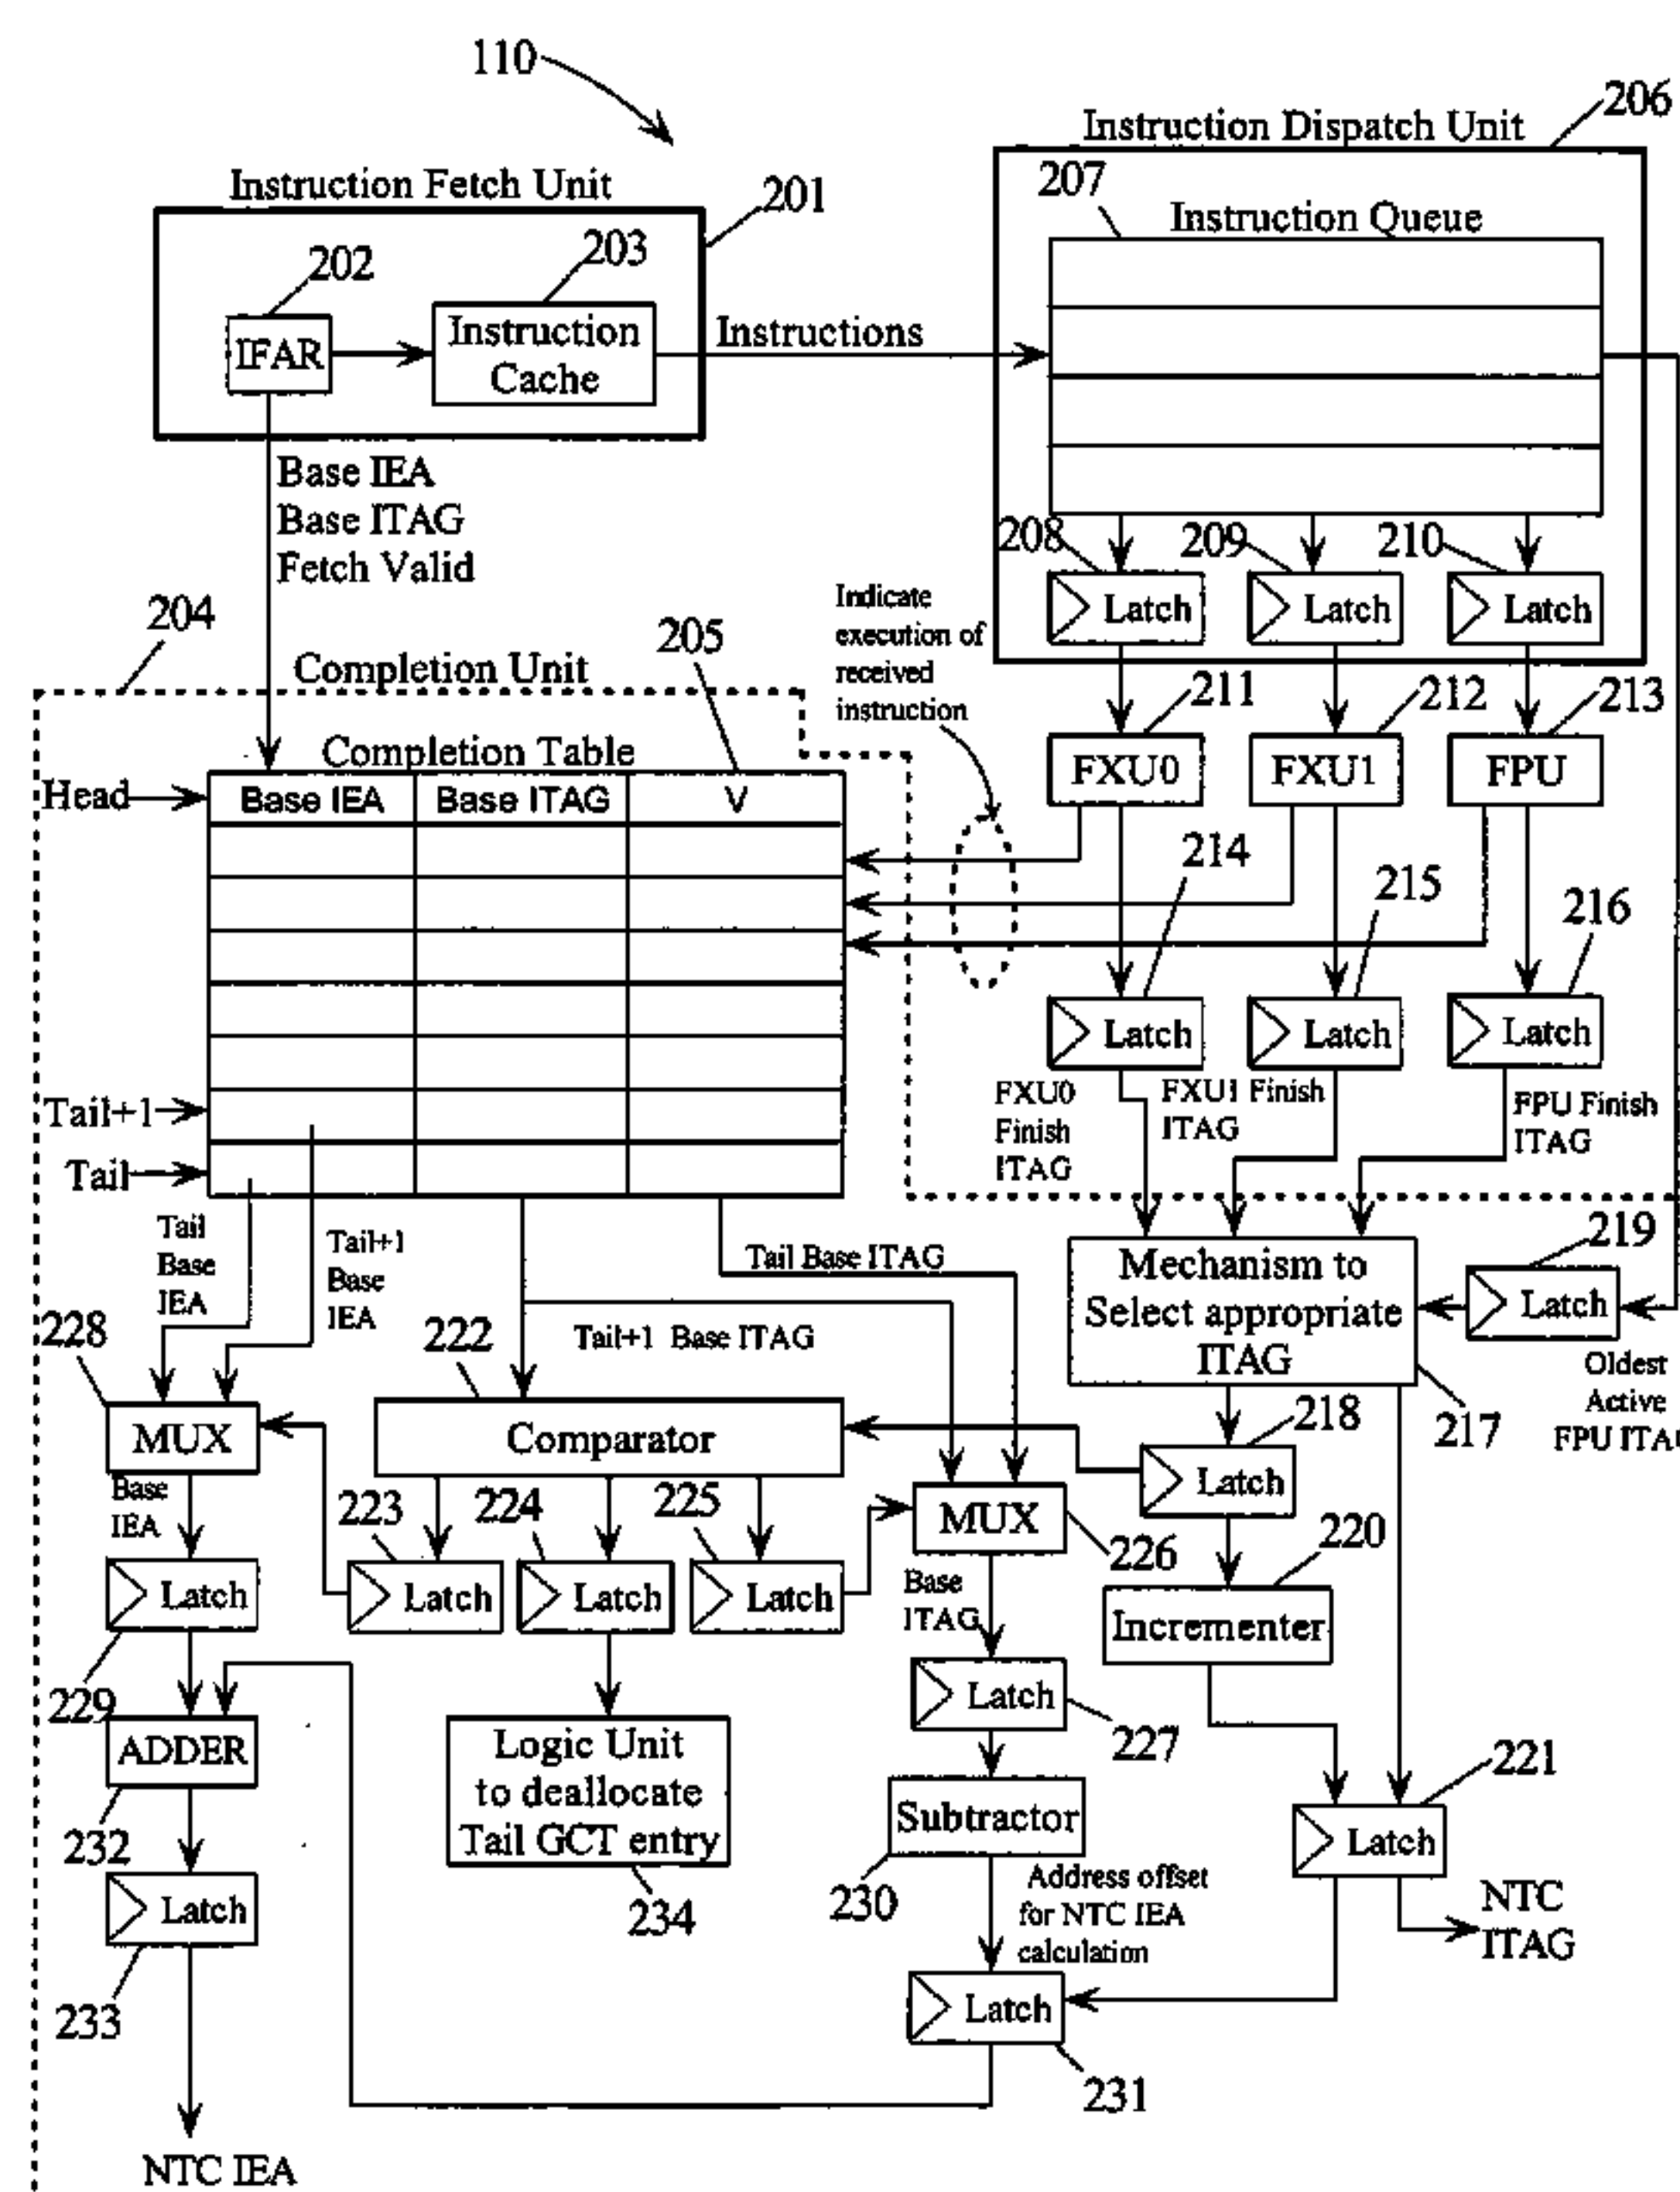 110
206
Instruction Dispatch Unit
Instruction Fetch Unit
201
207
Instruction Queue
202
203
IFAR
Instruction
Cache
Instructions
Base IEA
Base ITAG
Fetch Valid
208
209
210
Latch
Latch
Latch
Indicate
execution of
received
instruction
204
205
Completion Unit
211
212
213
FXU0
FXU1
FPU
Completion Table
Head
Base IEA
Base ITAG
V
214
215
216
Latch
Latch
Latch
Tail+1
Tail
FXU0
Finish
ITAG
FXU1 Finish
ITAG
FPU Finish
ITAG
Tail
Base
IEA
Tail+1
Base
IEA
Tail Base ITAG
Tail+1 Base ITAG
Mechanism to
Select appropriate
ITAG
217
219
Latch
Oldest
Active
FPU ITA
228
MUX
222
Comparator
218
Latch
Base
IEA
223
224
225
Latch
Latch
Latch
MUX
226
220
Incrementer
Latch
229
Base
ITAG
Latch
227
ADDER
232
Logic Unit
to deallocate
Tail GCT entry
234
Subtractor
230
221
Latch
Latch
233
Address offset
for NTC IEA
calculation
NTC
ITAG
Latch
231
NTC IEA